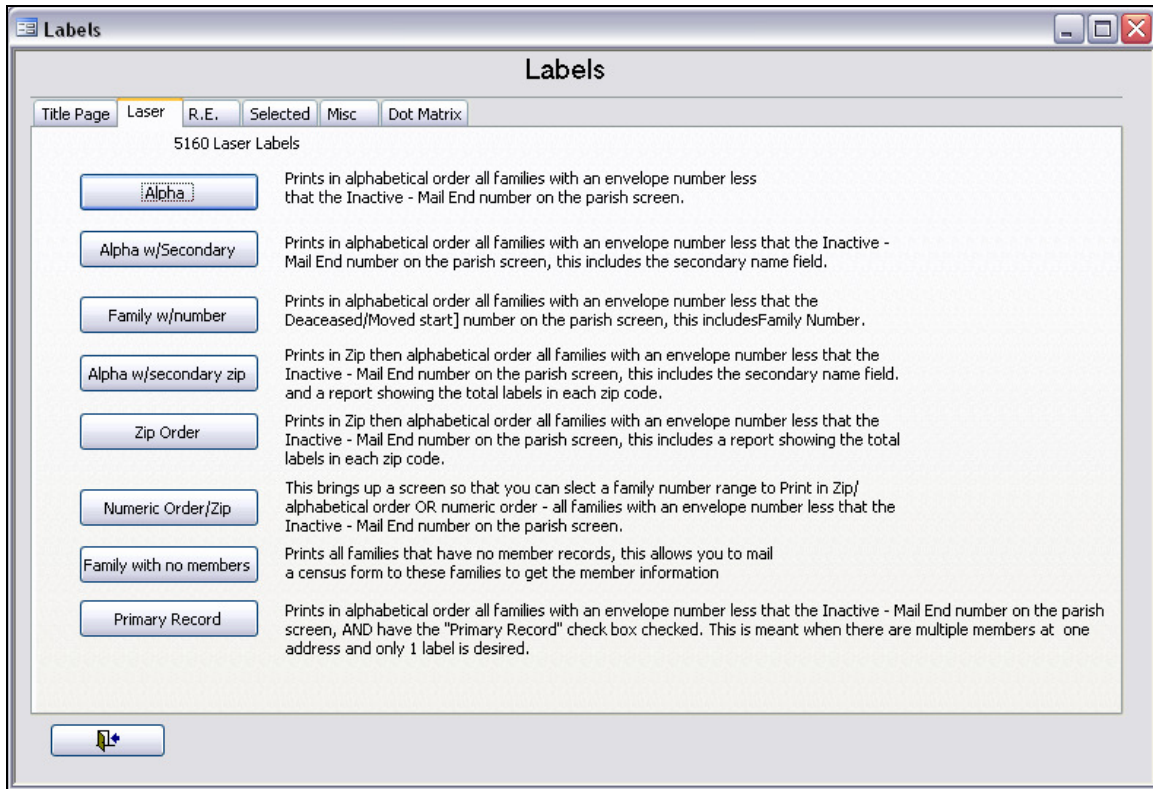 Labels
Labels
Title Page Laser R.E. Selected Misc Dot Matrix
5160 Laser Labels
Alpha
Prints in alphabetical order all families with an envelope number less
that the Inactive - Mail End number on the parish screen.
Alpha w/Secondary
Prints in alphabetical order all families with an envelope number less that the Inactive -
Mail End number on the parish screen, this includes the secondary name field.
Family w/number
Prints in alphabetical order all families with an envelope number less that the
Deaceased/Moved start] number on the parish screen, this includesFamily Number.
Alpha w/secondary zip
Prints in Zip then alphabetical order all families with an envelope number less that the
Inactive - Mail End number on the parish screen, this includes the secondary name field.
and a report showing the total labels in each zip code.
Zip Order
Prints in Zip then alphabetical order all families with an envelope number less that the
Inactive - Mail End number on the parish screen, this includes a report showing the total
labels in each zip code.
Numeric Order/Zip
This brings up a screen so that you can slect a family number range to Print in Zip/
alphabetical order OR numeric order - all families with an envelope number less that the
Inactive - Mail End number on the parish screen.
Family with no members
Prints all families that have no member records, this allows you to mail
a census form to these families to get the member information
Primary Record
Prints in alphabetical order all families with an envelope number less that the Inactive - Mail End number on the parish
screen, AND have the "Primary Record" check box checked. This is meant when there are multiple members at one
address and only 1 label is desired.